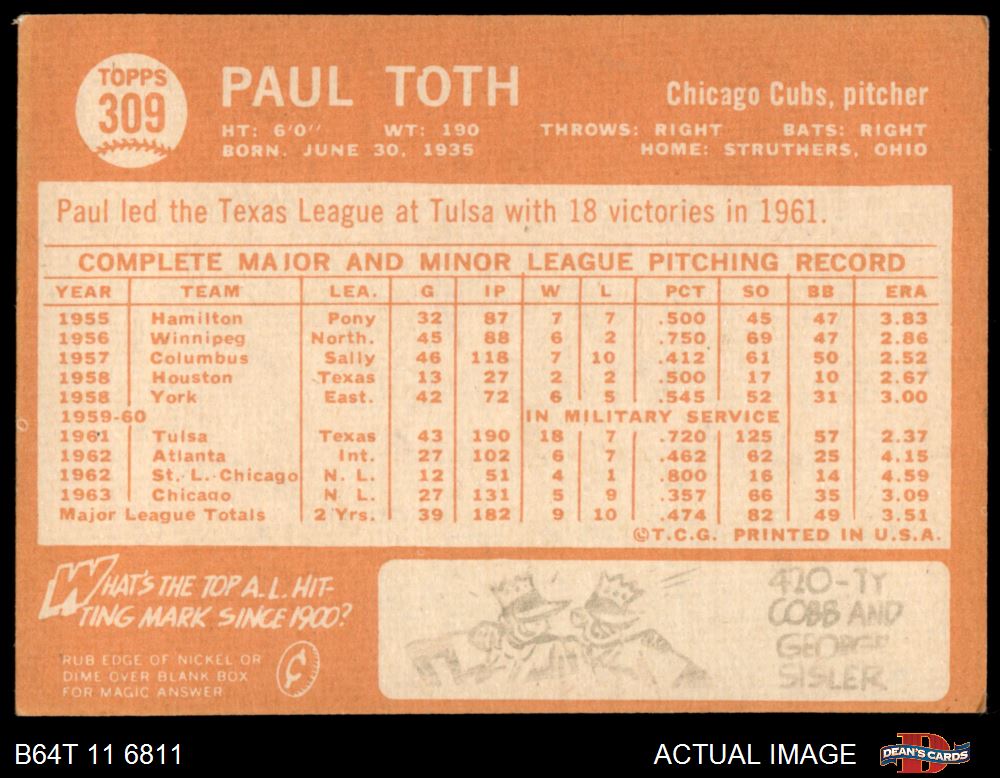 TOPPS
309
PAUL TOTH
Chicago Cubs, pitcher
HT: 6'0" WT: 190 THROWS: RIGHT BATS: RIGHT
BORN. JUNE 30, 1935 HOME: STRUTHERS, OHIO
Paul led the Texas League at Tulsa with 18 victories in 1961.
COMPLETE MAJOR AND MINOR LEAGUE PITCHING RECORD
YEAR TEAM LEA. G IP W L PCT SO BB ERA
1955 Hamilton Pony 32 87 7 7 .500 45 47 3.83
1956 Winnipeg North. 45 88 6 2 .750 69 47 2.86
1957 Columbus Sally 46 118 7 10 .412 61 50 2.52
1958 Houston Texas 13 27 2 2 .500 17 10 2.67
1958 York East. 42 72 6 5 .545 52 31 3.00
1959-60 IN MILITARY SERVICE
1961 Tulsa Texas 43 190 18 7 .720 125 57 2.37
1962 Atlanta Int. 27 102 6 7 .462 62 25 4.15
1962 St. L.-Chicago N. L. 12 51 4 1 .800 16 14 4.59
1963 Chicago N L. 27 131 5 9 .357 66 35 3.09
Major League Totals 2 Yrs. 39 182 9 10 .474 82 49 3.51
©T.C.G. PRINTED IN U.S.A.
WHAT'S THE TOP A.L. HIT-
TING MARK SINCE 1900?
RUB EDGE OF NICKEL OR
DIME OVER BLANK BOX
FOR MAGIC ANSWER
420-TY
COBB AND
GEORGE
SISLER
B64T 11 6811
ACTUAL IMAGE
D
DEAN'S CARDS